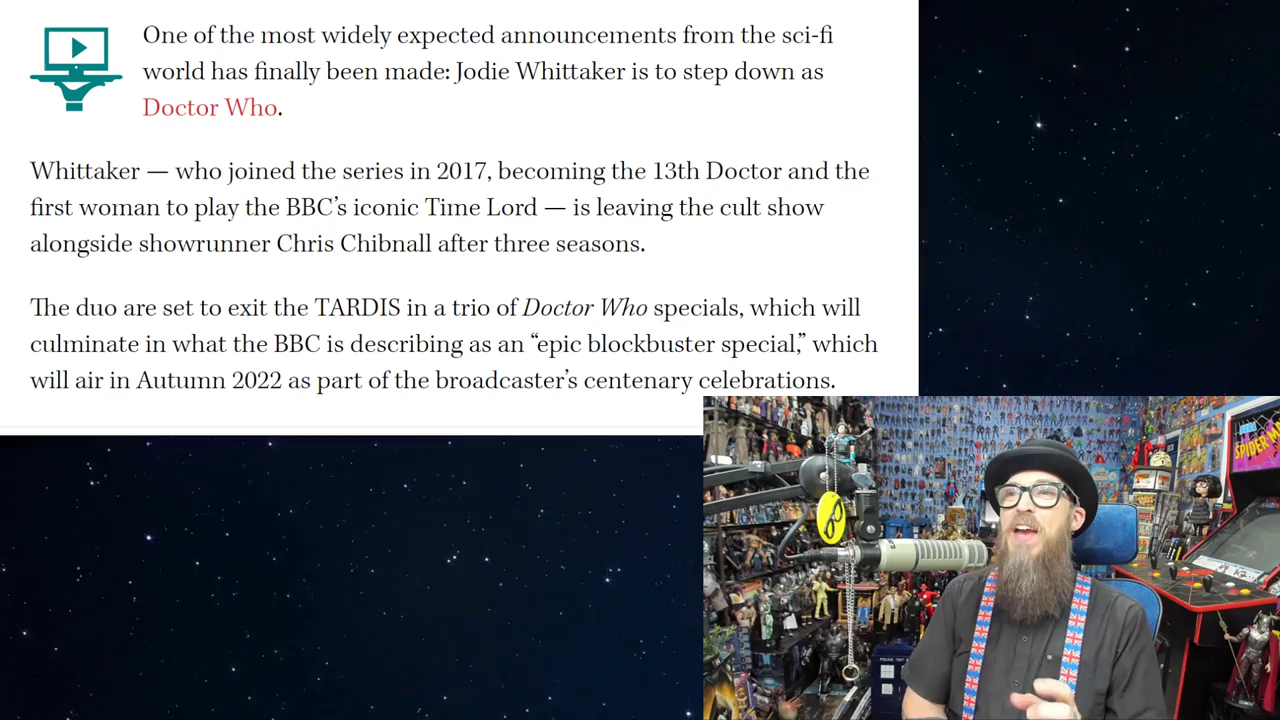 One of the most widely expected announcements from the sci-fi
world has finally been made: Jodie Whittaker is to step down as
Doctor Who.
Whittaker — who joined the series in 2017, becoming the 13th Doctor and the
first woman to play the BBC’s iconic Time Lord — is leaving the cult show
alongside showrunner Chris Chibnall after three seasons.
The duo are set to exit the TARDIS in a trio of Doctor Who specials, which will
culminate in what the BBC is describing as an “epic blockbuster special,” which
will air in Autumn 2022 as part of the broadcaster’s centenary celebrations.